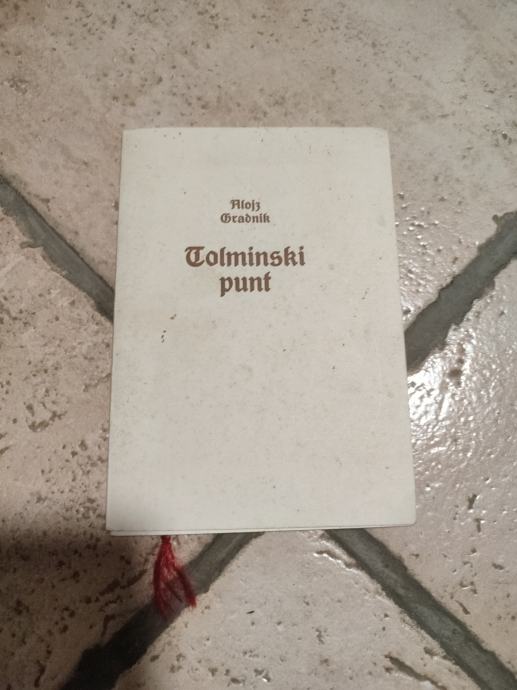 Alojz
Gradnik
Tolminski
punt